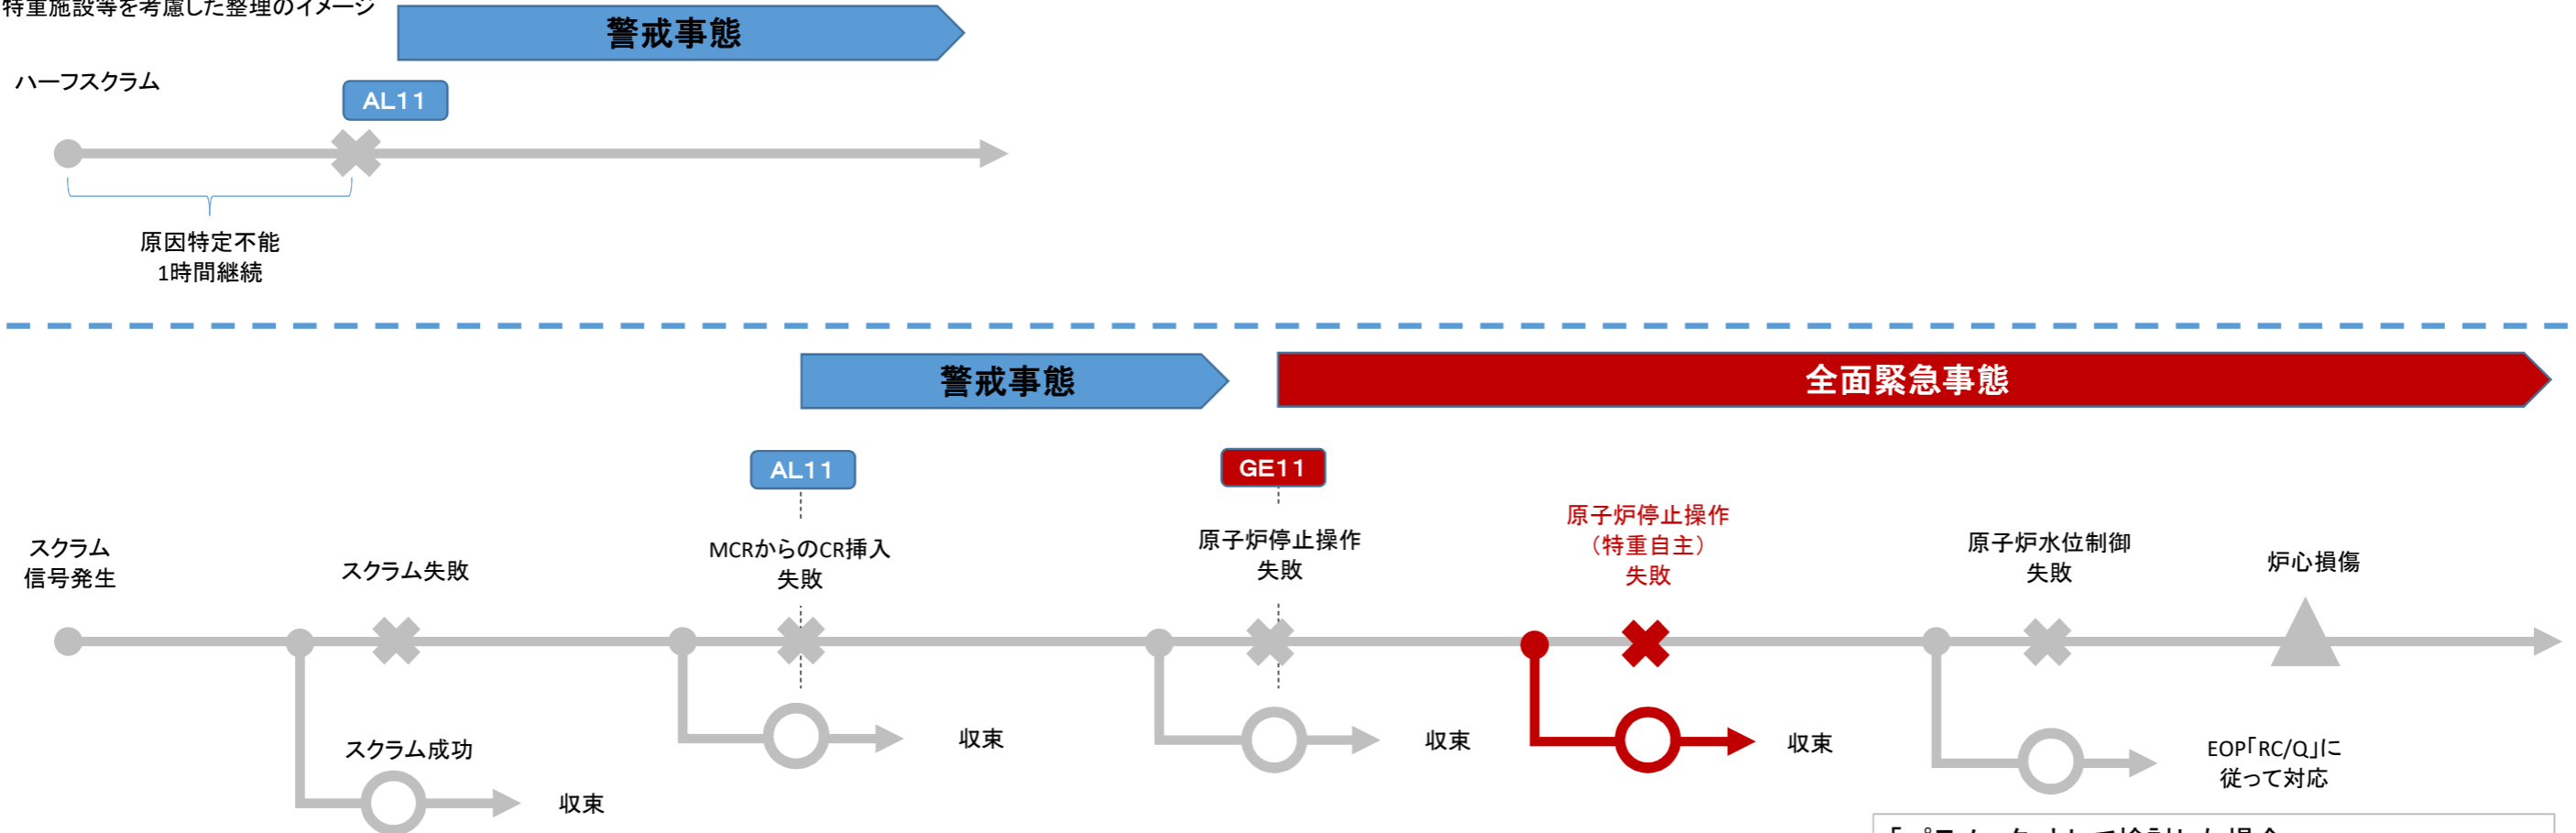 特重施設等を考慮した整理のイメージ
警戒事態
ハーフスクラム
AL11
原因特定不能
1時間継続
警戒事態
全面緊急事態
AL11
GE11
スクラム
信号発生
スクラム失敗
MCRからのCR挿入
失敗
原子炉停止操作
失敗
原子炉停止操作
（特重自主）
失敗
原子炉水位制御
失敗
炉心損傷
スクラム成功
収束
収束
収束
収束
EOP「RC/Q」に
従って対応